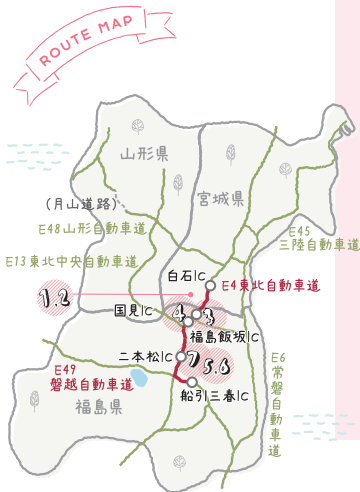 ROUTE MAP
山形県
宮城県
(月山道路)
E48山形自動車道
E45
三陸自動車道
E13東北中央自動車道
白石IC
E4東北自動車道
1.2
国見IC
4
3
福島飯坂IC
二本松IC
7
5.6
E6
常磐自動車道
E49
磐越自動車道
船引三春IC
福島県